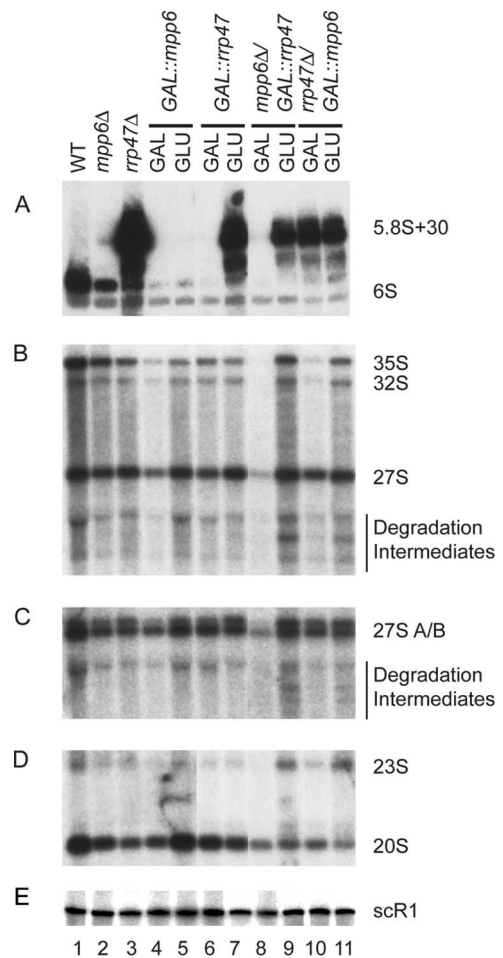 GAL::mpp6
GAL::rrp47
mpp6Δ/
GAL::rrp47
rrp47Δ/
GAL::mpp6
WT
mpp6Δ
rrp47Δ
GAL
GLU
GAL
GLU
GAL
GLU
GAL
GLU
A
5.8S+30
6S
B
35S
32S
27S
Degradation
Intermediates
C
27S A/B
Degradation
Intermediates
D
23S
20S
E
scR1
1 2 3 4 5 6 7 8 9 10 11